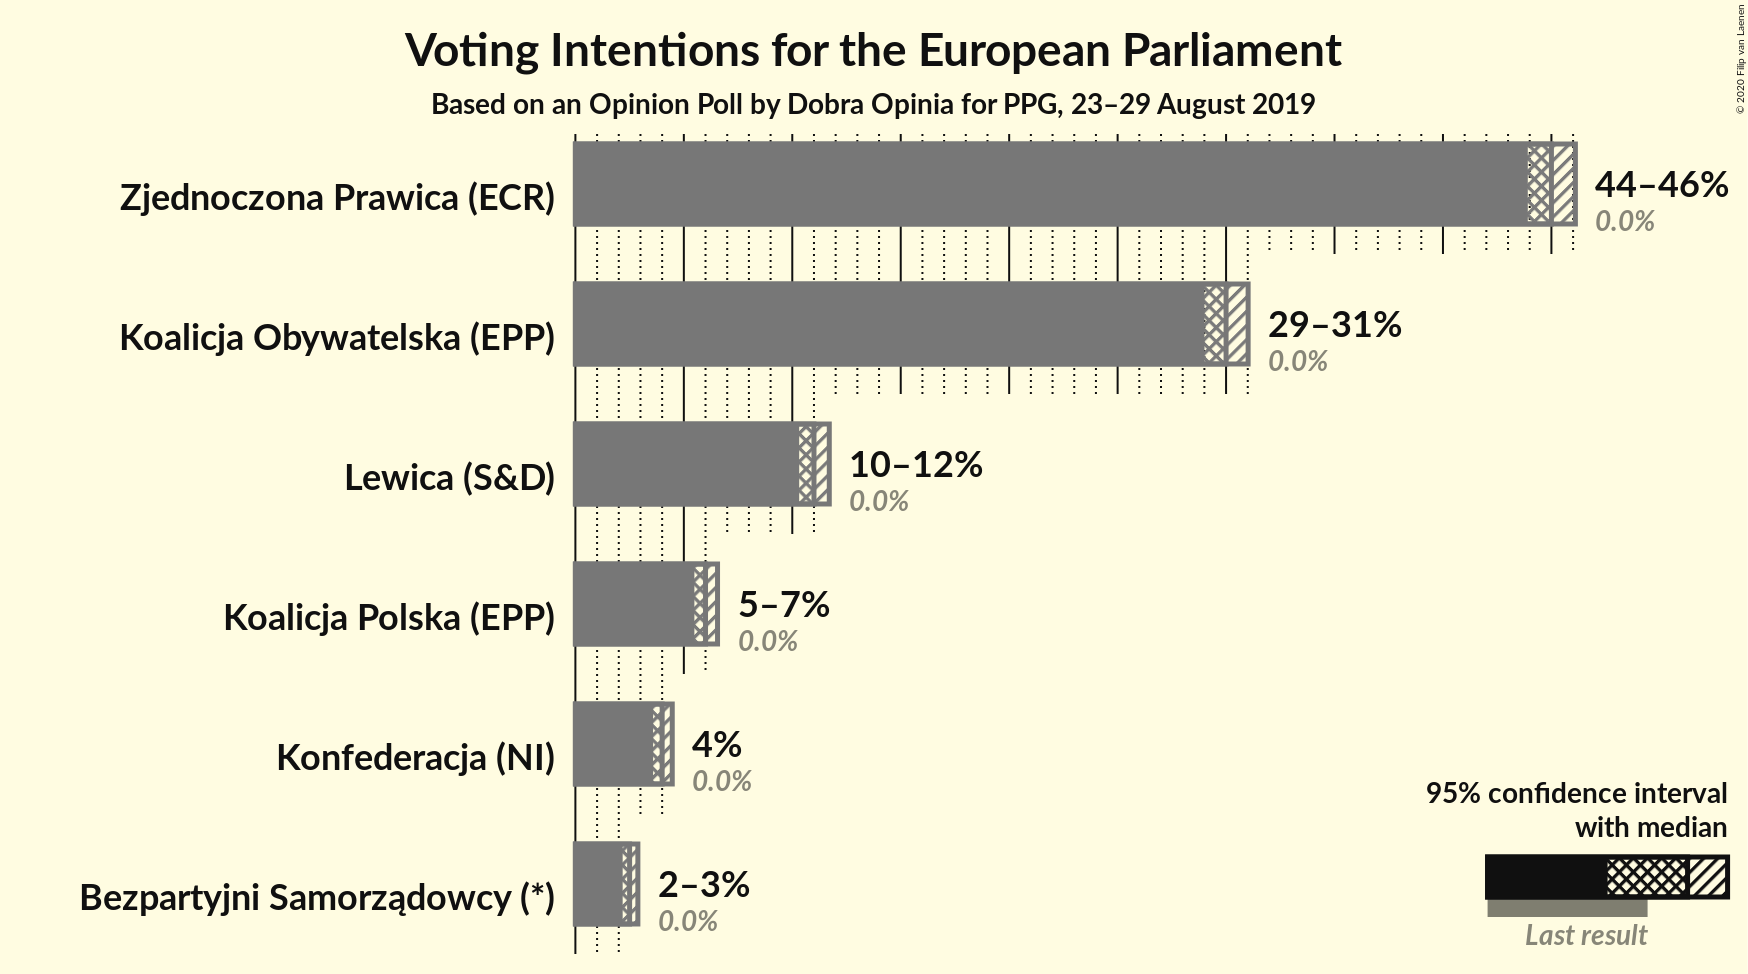 Voting Intentions for the European Parliament
Based on an Opinion Poll by Dobra Opinia for PPG, 23–29 August 2019
© 2020 Filip van Laenen
Zjednoczona Prawica (ECR)
44–46%
0.0%
Koalicja Obywatelska (EPP)
29–31%
0.0%
Lewica (S&D)
10–12%
0.0%
Koalicja Polska (EPP)
5–7%
0.0%
Konfederacja (NI)
4%
0.0%
Bezpartyjni Samorządowcy (*)
2–3%
0.0%
95% confidence interval
with median
Last result